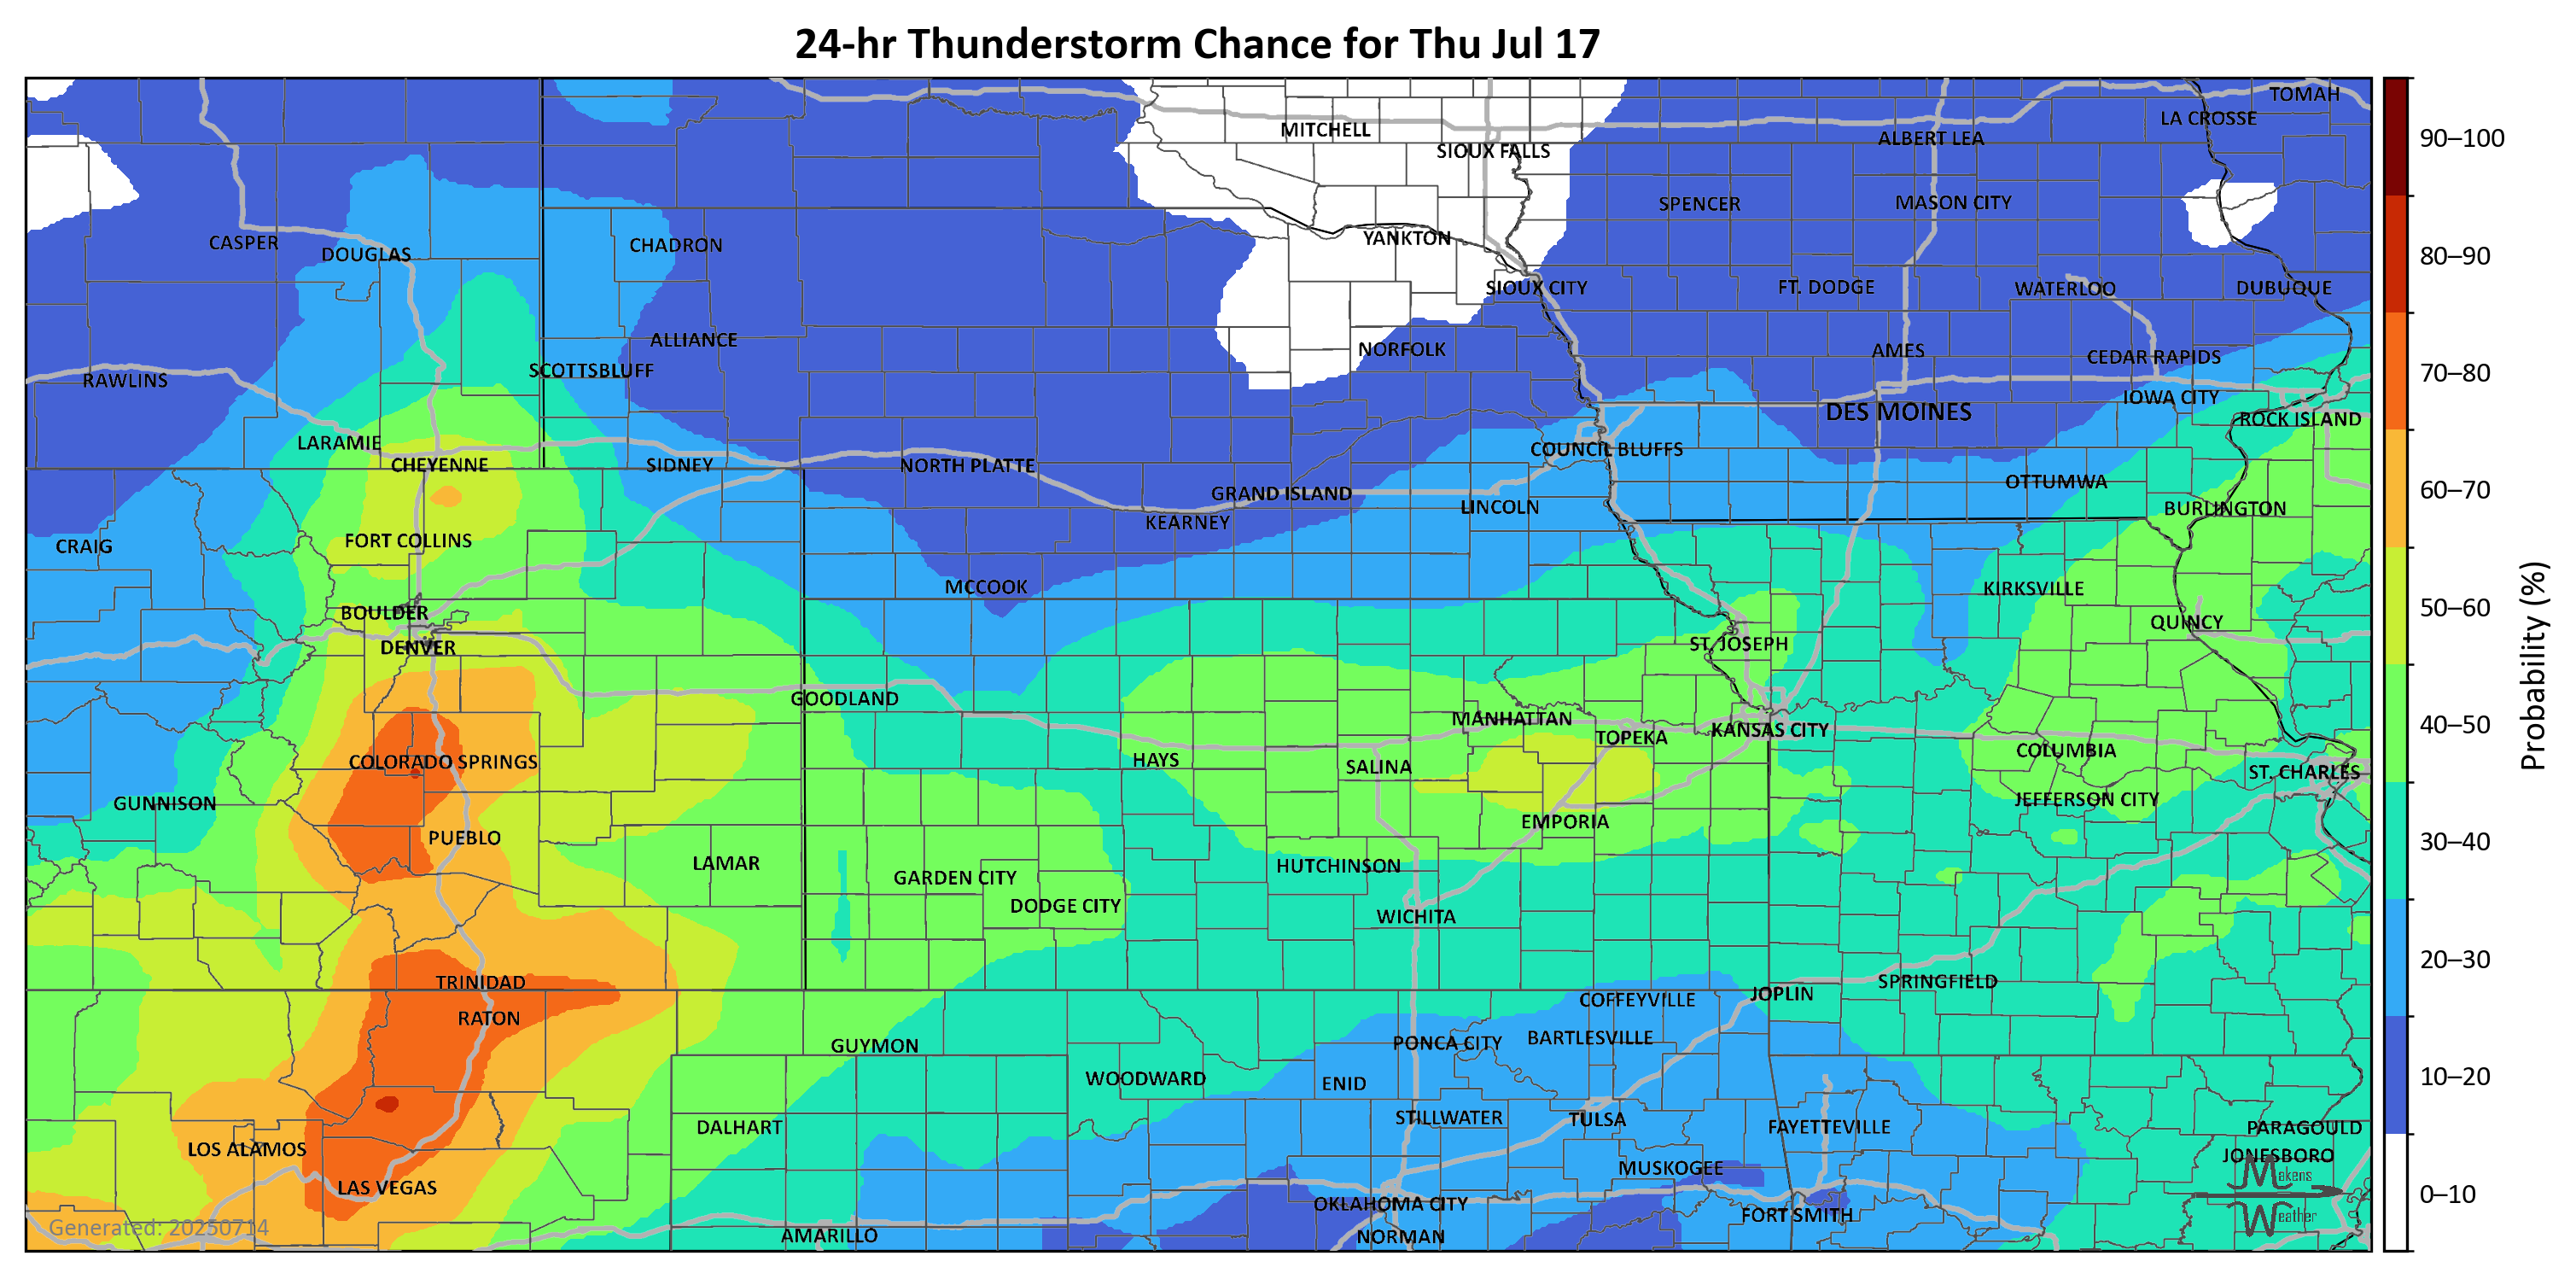 24-hr Thunderstorm Chance for Thu Jul 17
TOMAH
LA CROSSE
MITCHELL
ALBERT LEA
SIOUX FALLS
SPENCER
MASON CITY
YANKTON
CASPER
CHADRON
DOUGLAS
SIOUX CITY
FT. DODGE
WATERLOO
DUBUQUE
ALLIANCE
NORFOLK
AMES
CEDAR RAPIDS
SCOTTSBLUFF
RAWLINS
IOWA CITY
DES MOINES
ROCK ISLAND
LARAMIE
COUNCIL BLUFFS
CHEYENNE
SIDNEY
NORTH PLATTE
OTTUMWA
GRAND ISLAND
LINCOLN
BURLINGTON
KEARNEY
FORT COLLINS
CRAIG
MCCOOK
KIRKSVILLE
BOULDER
QUINCY
DENVER
ST. JOSEPH
GOODLAND
MANHATTAN
KANSAS CITY
TOPEKA
COLUMBIA
COLORADO SPRINGS
HAYS
SALINA
ST. CHARLES
GUNNISON
JEFFERSON CITY
EMPORIA
PUEBLO
LAMAR
HUTCHINSON
GARDEN CITY
DODGE CITY
WICHITA
TRINIDAD
SPRINGFIELD
JOPLIN
COFFEYVILLE
RATON
BARTLESVILLE
PONCA CITY
GUYMON
WOODWARD
ENID
STILLWATER
TULSA
DALHART
FAYETTEVILLE
PARAGOULD
LOS ALAMOS
JONESBORO
MUSKOGEE
LAS VEGAS
OKLAHOMA CITY
FORT SMITH
AMARILLO
NORMAN
Generated: 20250714
Makens
Weather
90–100
80–90
70–80
60–70
50–60
40–50
30–40
20–30
10–20
0–10
Probability (%)